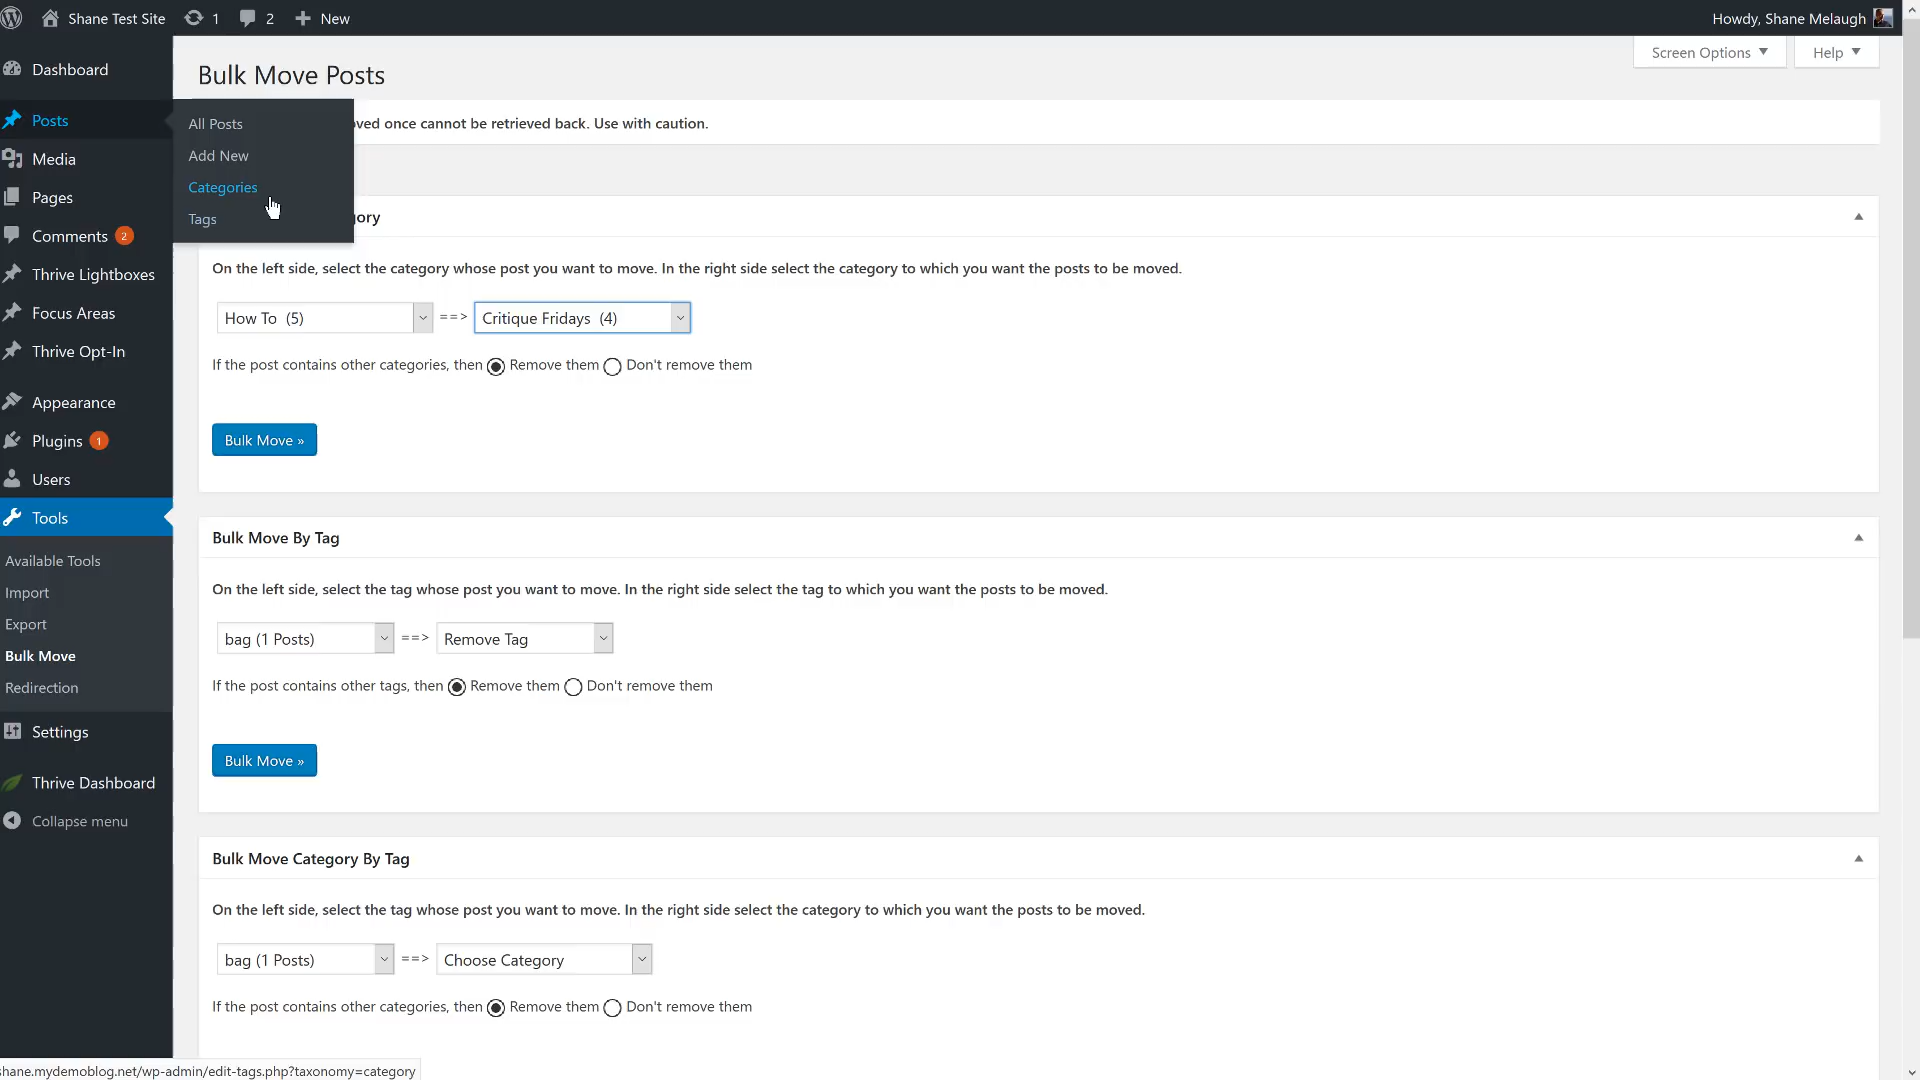 Shane Test Site 1 2 New Howdy, Shane Melaugh
Screen Options Help
Dashboard
Posts
Media
Pages
Comments 2
Thrive Lightboxes
Focus Areas
Thrive Opt-In
Appearance
Plugins 1
Users
Tools
Available Tools
Import
Export
Bulk Move
Redirection
Settings
Thrive Dashboard
Collapse menu
All Posts
Add New
Categories
Tags
Bulk Move Posts
once cannot be retrieved back. Use with caution.
On the left side, select the category whose post you want to move. In the right side select the category to which you want the posts to be moved.
How To (5) ==> Critique Fridays (4)
If the post contains other categories, then Remove them Don't remove them
Bulk Move »
Bulk Move By Tag
On the left side, select the tag whose post you want to move. In the right side select the tag to which you want the posts to be moved.
bag (1 Posts) ==> Remove Tag
If the post contains other tags, then Remove them Don't remove them
Bulk Move »
Bulk Move Category By Tag
On the left side, select the tag whose post you want to move. In the right side select the category to which you want the posts to be moved.
bag (1 Posts) ==> Choose Category
If the post contains other categories, then Remove them Don't remove them
shane.mydemoblog.net/wp-admin/edit-tags.php?taxonomy=category